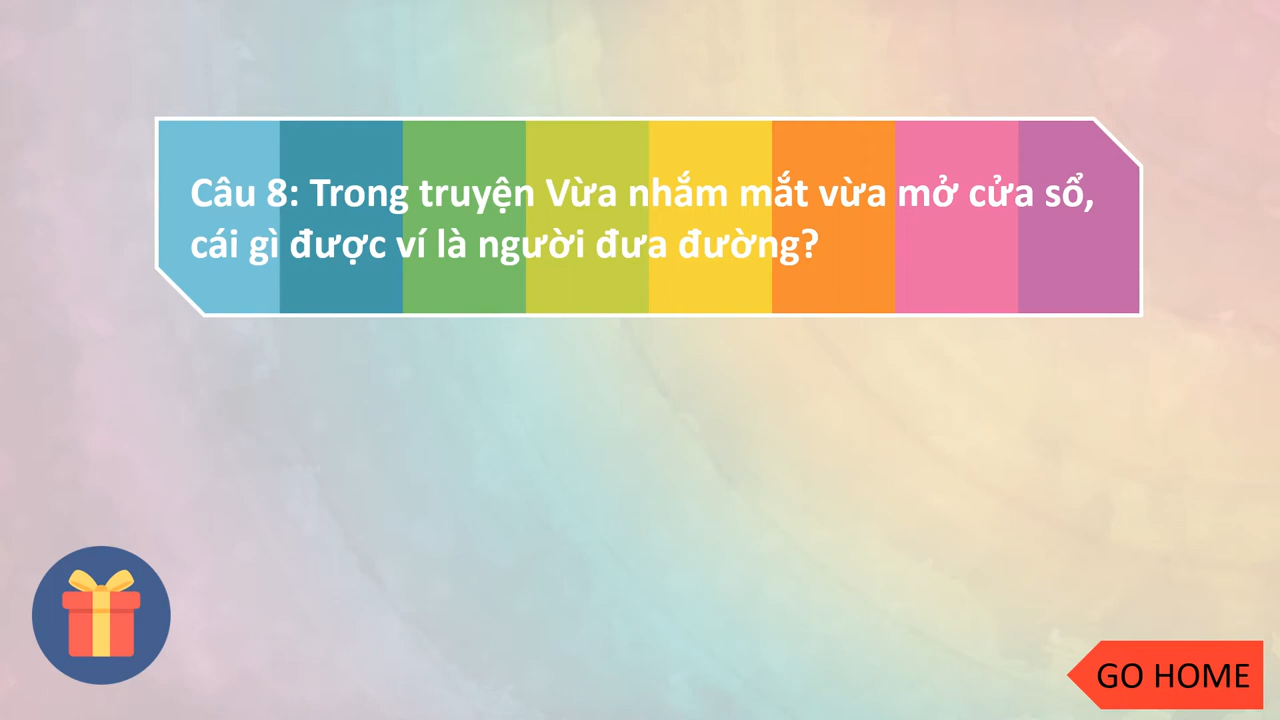 Câu 8: Trong truyện Vừa nhắm mắt vừa mở cửa sổ,
cái gì được ví là người đưa đường?
GO HOME